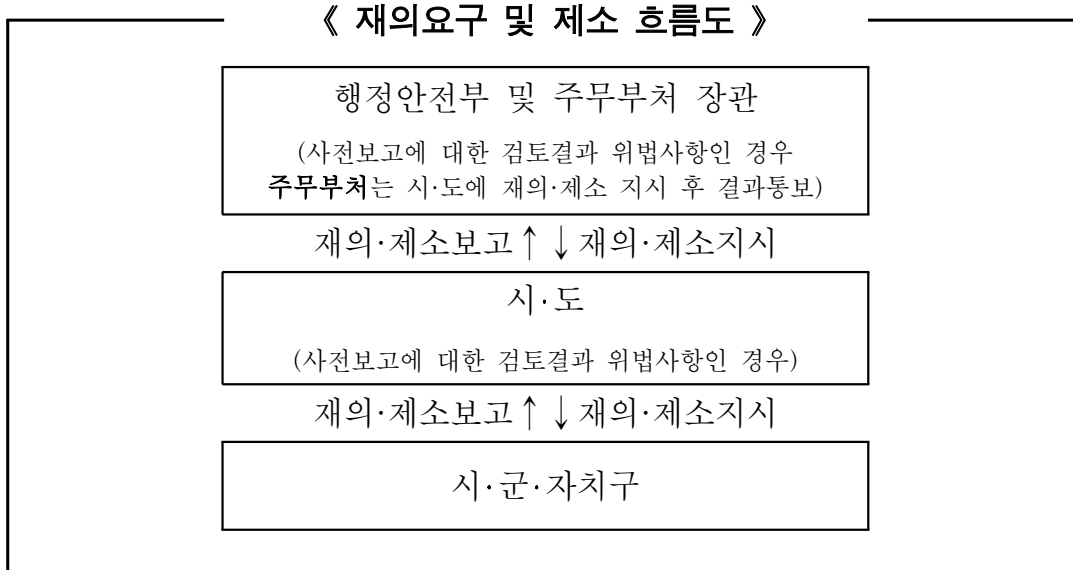 《 재의요구 및 제소 흐름도 》
행정안전부 및 주무부처 장관
(사전보고에 대한 검토결과 위법사항인 경우
주무부처는 시·도에 재의·제소 지시 후 결과통보)
재의·제소보고↑↓재의·제소지시
시·도
(사전보고에 대한 검토결과 위법사항인 경우)
재의·제소보고↑↓재의·제소지시
시·군·자치구